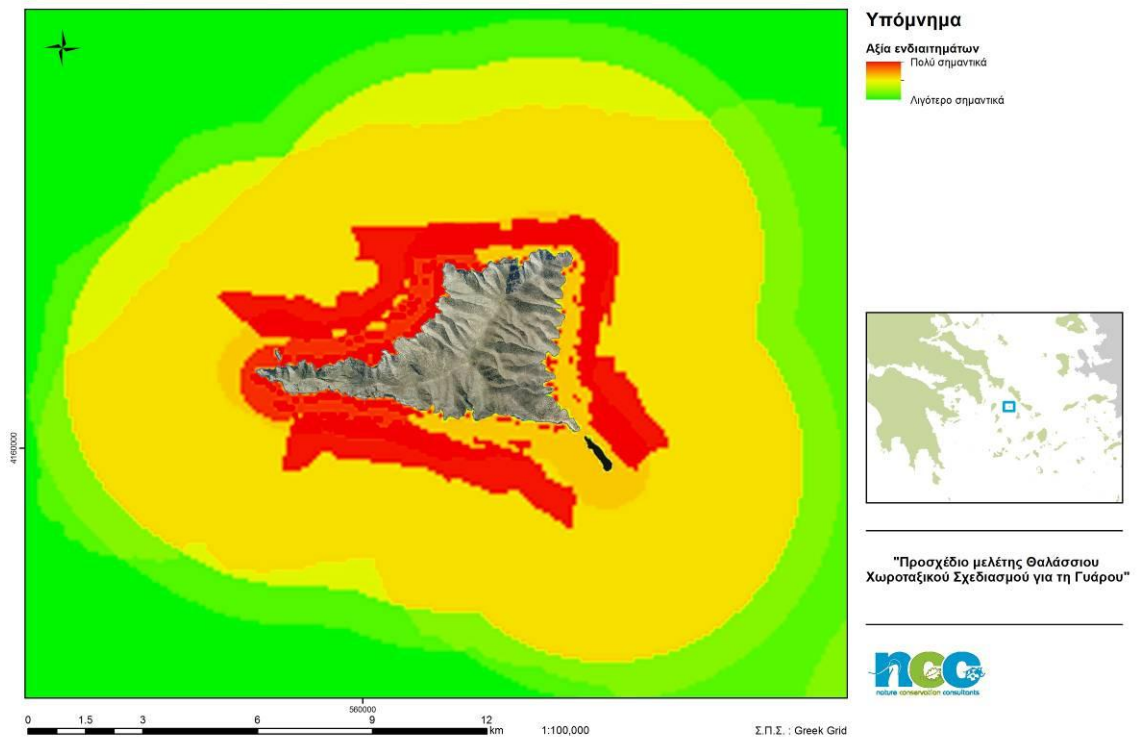 Υπόμνημα
Αξία ενδιαιτημάτων
Πολύ σημαντικά
Λιγότερο σημαντικά
4160000
560000
0 1.5 3 6 9 12 km
1:100,000
Σ.Π.Σ. : Greek Grid
"Προσχέδιο μελέτης Θαλάσσιου
Χωροταξικού Σχεδιασμού για τη Γυάρου"
ncc
nature conservation consultants